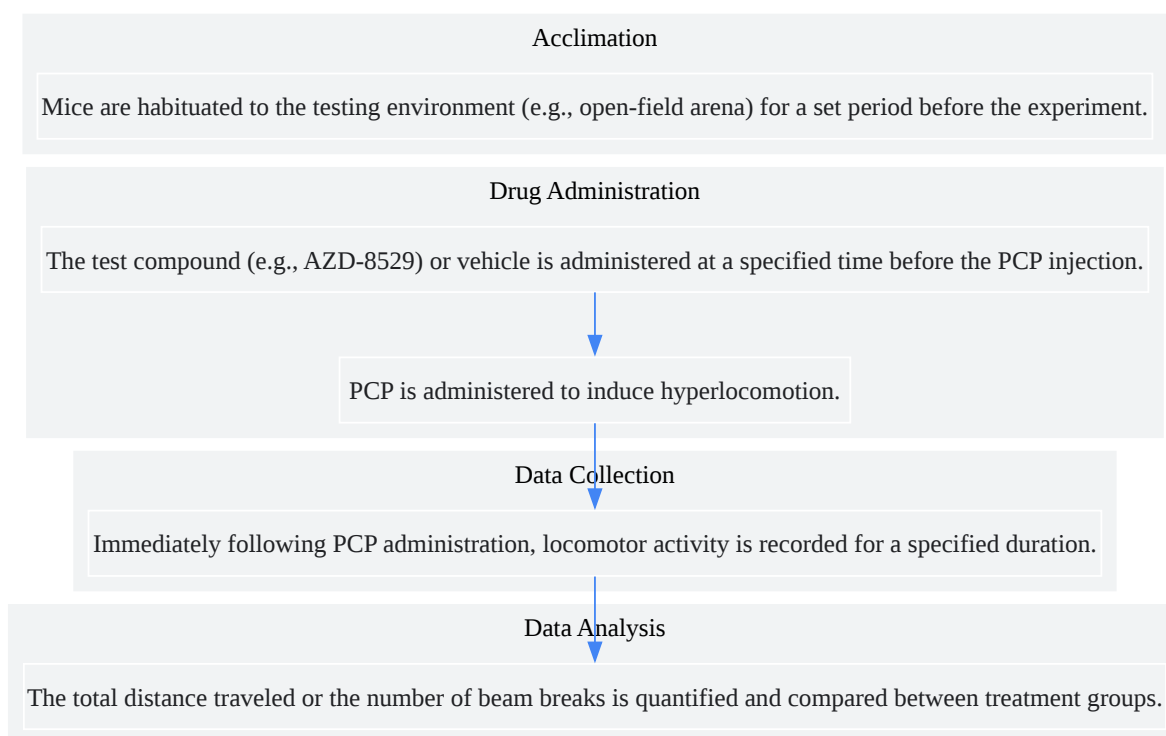 Acclimation
Mice are habituated to the testing environment (e.g., open-field arena) for a set period before the experiment.
Drug Administration
The test compound (e.g., AZD-8529) or vehicle is administered at a specified time before the PCP injection.
PCP is administered to induce hyperlocomotion.
Data Collection
Immediately following PCP administration, locomotor activity is recorded for a specified duration.
Data Analysis
The total distance traveled or the number of beam breaks is quantified and compared between treatment groups.